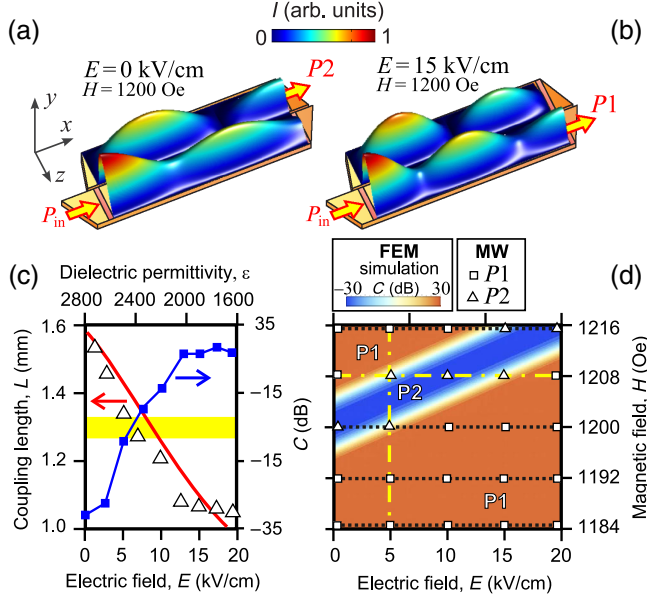 I (arb. units)
0 1
(a)
E = 0 kV/cm
H = 1200 Oe
P2
y
x
z
Pin
(b)
E = 15 kV/cm
H = 1200 Oe
P1
Pin
(c)
Dielectric permittivity, ε
2800 2400 2000 1600
1.6
1.4
1.2
1.0
Coupling length, L (mm)
35
-15
-15
-35
C (dB)
0 5 10 15 20
Electric field, E (kV/cm)
FEM
simulation
C (dB)
−30 30
MW
P1
P2
(d)
P1
P2
P1
1216
1208
1200
1192
1184
Magnetic field, H (Oe)
0 5 10 15 20
Electric field, E (kV/cm)